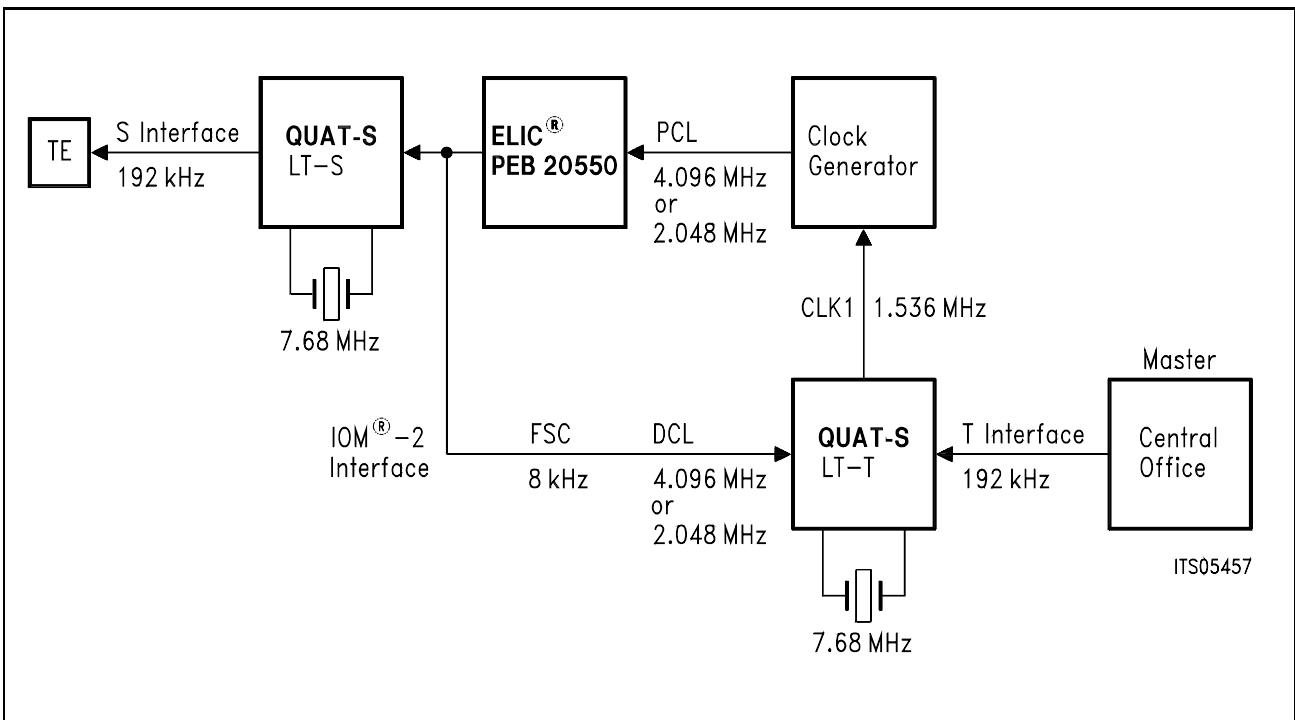 TE
S Interface
192 kHz
QUAT-S
LT-S
7.68 MHz
ELIC®
PEB 20550
PCL
4.096 MHz
or
2.048 MHz
Clock
Generator
CLK1
1.536 MHz
IOM®-2
Interface
FSC
8 kHz
DCL
4.096 MHz
or
2.048 MHz
QUAT-S
LT-T
7.68 MHz
T Interface
192 kHz
Master
Central
Office
ITS05457